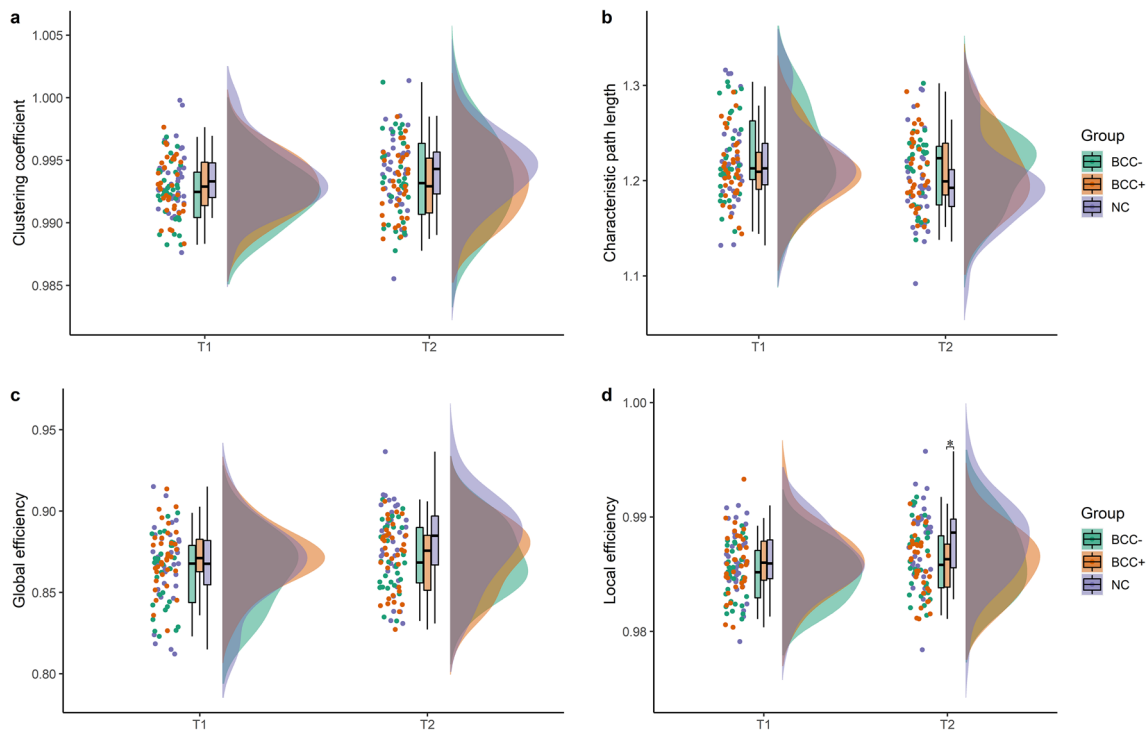 a
Clustering coefficient
1.005
1.000
0.995
0.990
0.985
T1
T2
b
Characteristic path length
1.3
1.2
1.1
T1
T2
Group
BCC-
BCC+
NC
c
Global efficiency
0.95
0.90
0.85
0.80
T1
T2
d
Local efficiency
1.00
0.99
0.98
*
T1
T2
Group
BCC-
BCC+
NC